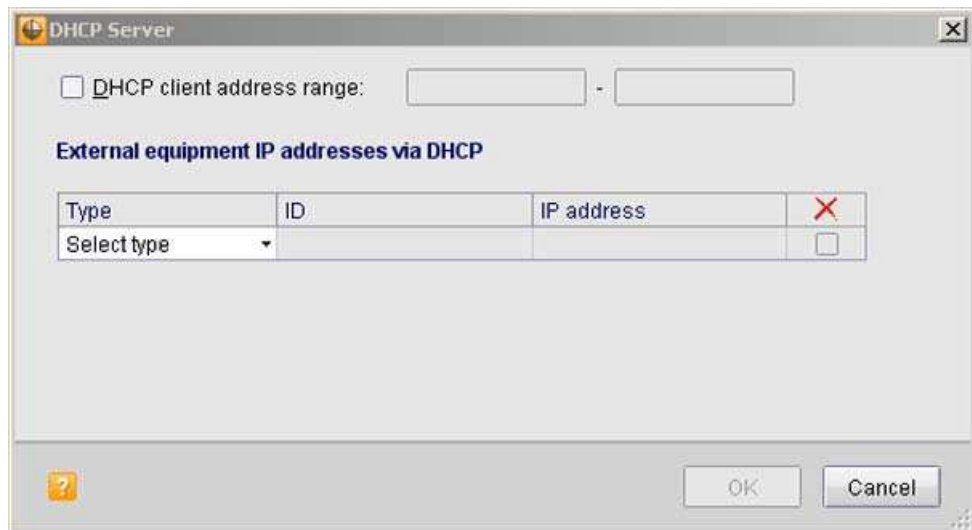 DHCP Server
DHCP client address range: -
External equipment IP addresses via DHCP
Type ID IP address
Select type
?
OK Cancel